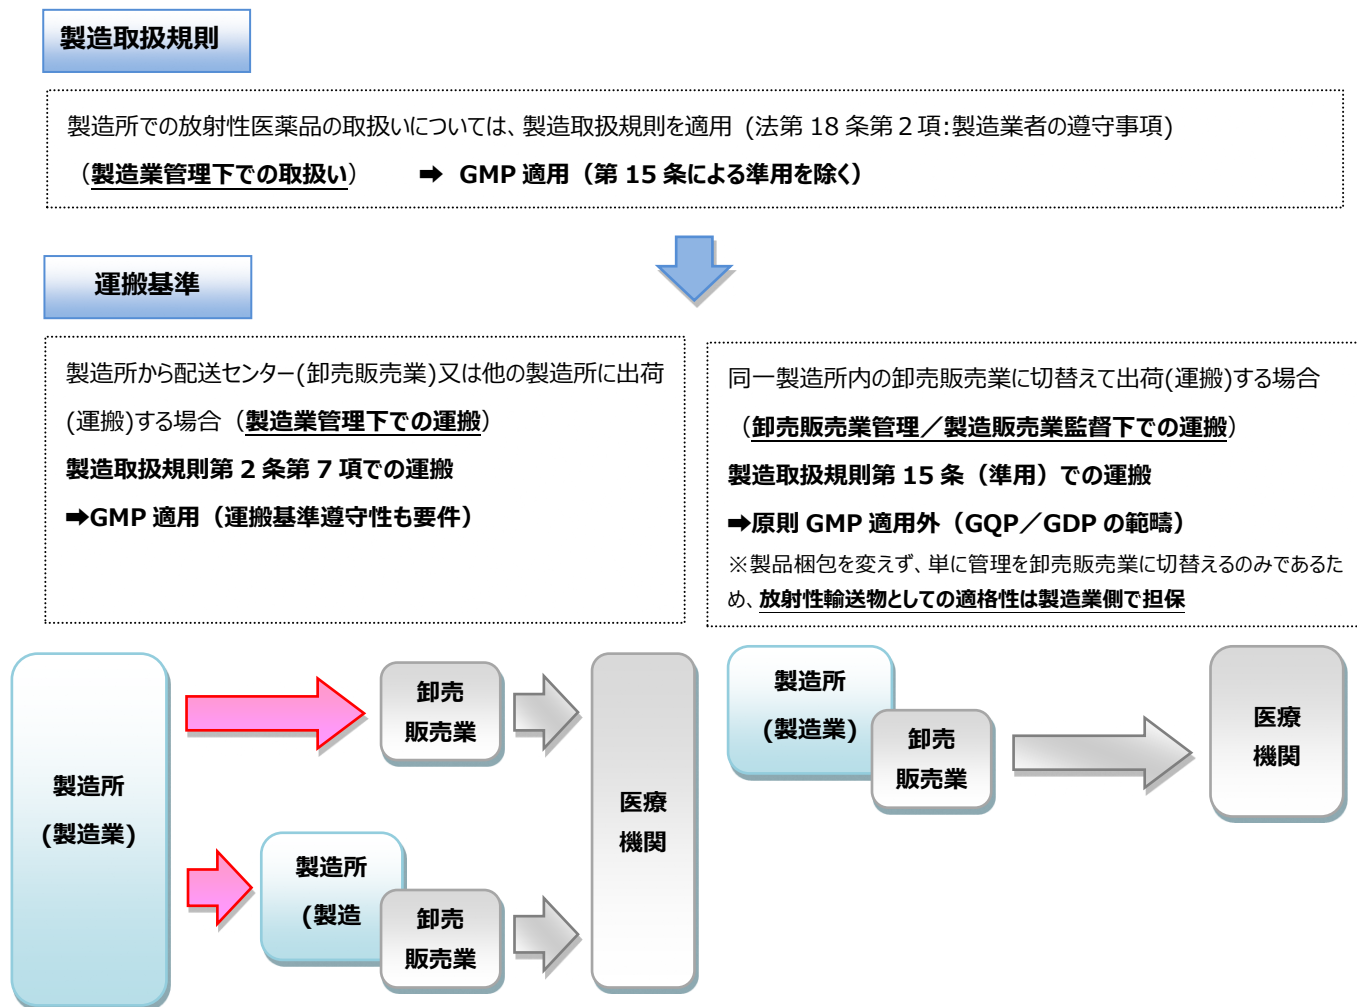 製造取扱規則
製造所での放射性医薬品の取扱いについては、製造取扱規則を適用 (法第 18 条第 2 項:製造業者の遵守事項)
（製造業管理下での取扱い） ➡ GMP 適用（第 15 条による準用を除く）
運搬基準
製造所から配送センター(卸売販売業)又は他の製造所に出荷
(運搬)する場合（製造業管理下での運搬）
製造取扱規則第 2 条第 7 項での運搬
➡GMP 適用（運搬基準遵守性も要件）
同一製造所内の卸売販売業に切替えて出荷(運搬)する場合
（卸売販売業管理／製造販売業監督下での運搬）
製造取扱規則第 15 条（準用）での運搬
➡原則 GMP 適用外（GQP／GDP の範疇）
※製品梱包を変えず、単に管理を卸売販売業に切替えるのみであるた
め、放射性輸送物としての適格性は製造業側で担保
製造所
(製造業)
卸売
販売業
製造所
(製造
卸売
販売業
医療
機関
製造所
(製造業)
卸売
販売業
医療
機関